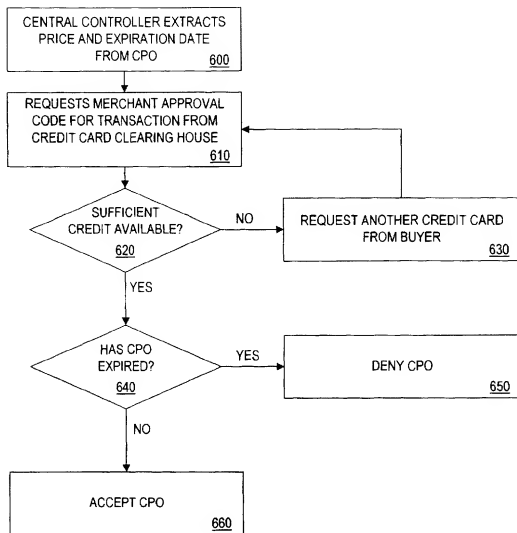 CENTRAL CONTROLLER EXTRACTS
PRICE AND EXPIRATION DATE
FROM CPO
600
REQUESTS MERCHANT APPROVAL
CODE FOR TRANSACTION FROM
CREDIT CARD CLEARING HOUSE
610
SUFFICIENT
CREDIT AVAILABLE?
620
NO
REQUEST ANOTHER CREDIT CARD
FROM BUYER
630
YES
HAS CPO
EXPIRED?
640
YES
DENY CPO
650
NO
ACCEPT CPO
660